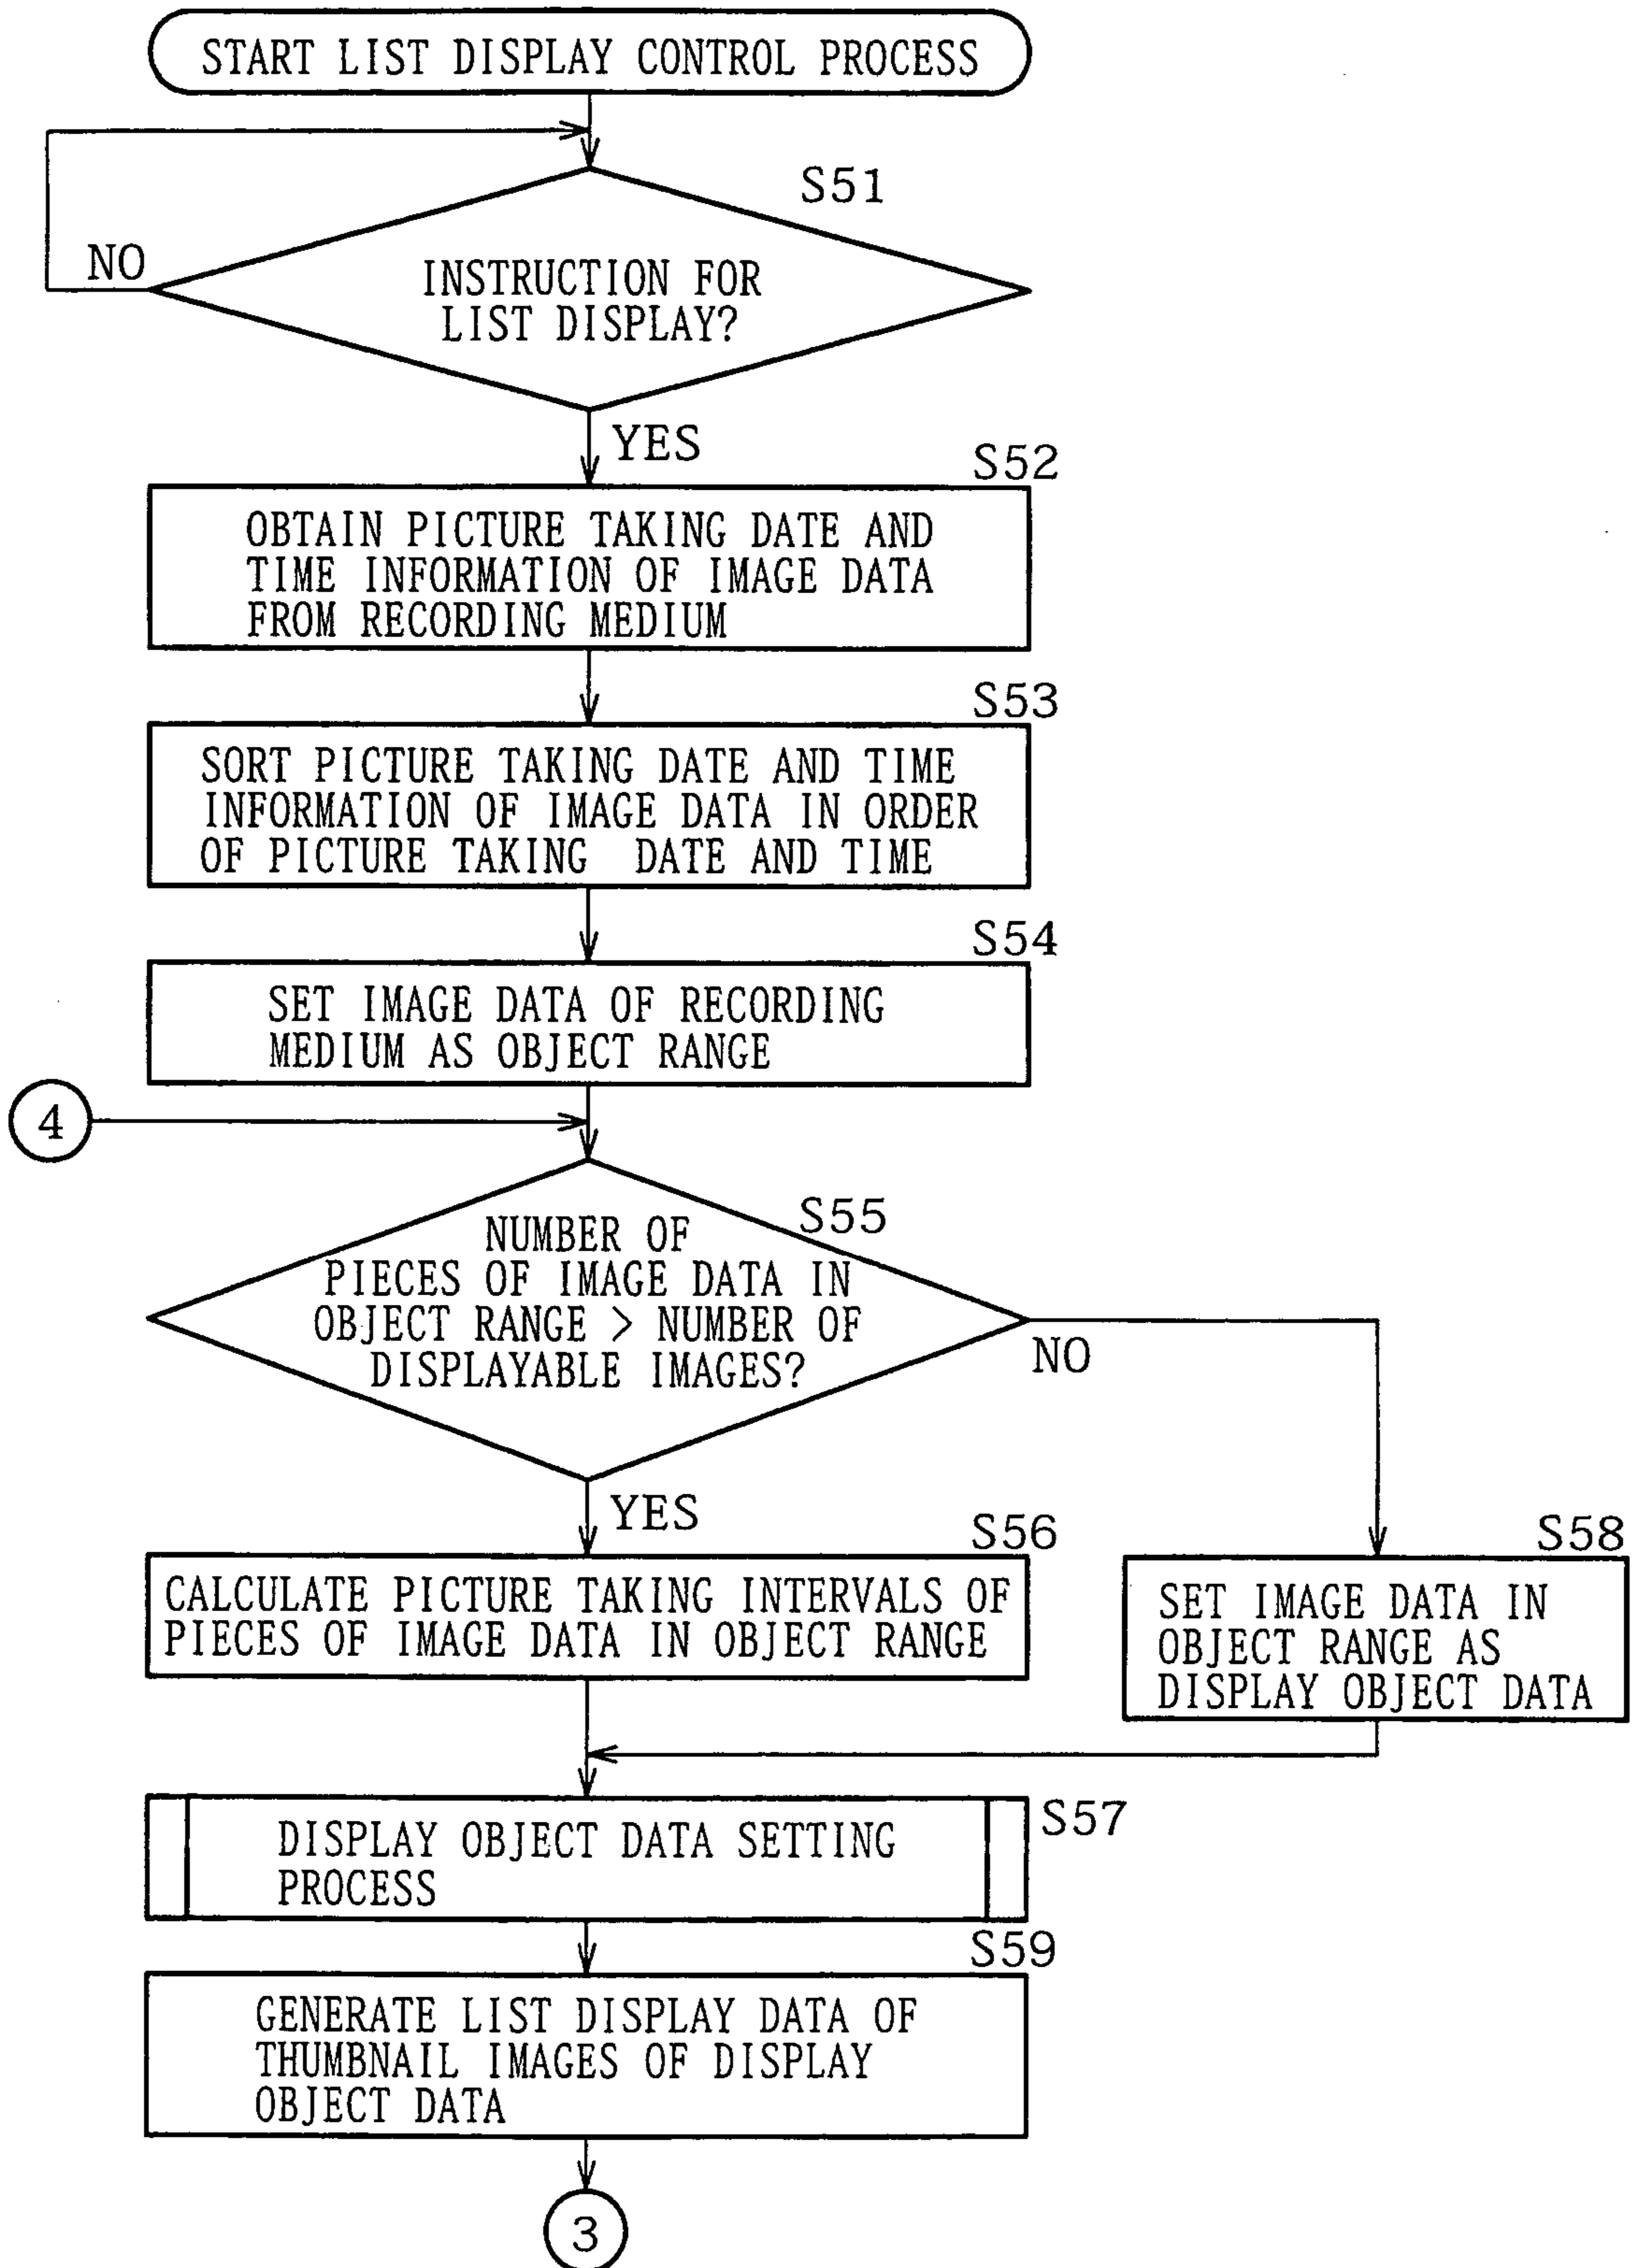 START LIST DISPLAY CONTROL PROCESS
S51
NO
INSTRUCTION FOR
LIST DISPLAY?
YES
S52
OBTAIN PICTURE TAKING DATE AND
TIME INFORMATION OF IMAGE DATA
FROM RECORDING MEDIUM
S53
SORT PICTURE TAKING DATE AND TIME
INFORMATION OF IMAGE DATA IN ORDER
OF PICTURE TAKING DATE AND TIME
S54
SET IMAGE DATA OF RECORDING
MEDIUM AS OBJECT RANGE
4
S55
NUMBER OF
PIECES OF IMAGE DATA IN
OBJECT RANGE > NUMBER OF
DISPLAYABLE IMAGES?
NO
YES
S56
CALCULATE PICTURE TAKING INTERVALS OF
PIECES OF IMAGE DATA IN OBJECT RANGE
S58
SET IMAGE DATA IN
OBJECT RANGE AS
DISPLAY OBJECT DATA
S57
DISPLAY OBJECT DATA SETTING
PROCESS
S59
GENERATE LIST DISPLAY DATA OF
THUMBNAIL IMAGES OF DISPLAY
OBJECT DATA
3